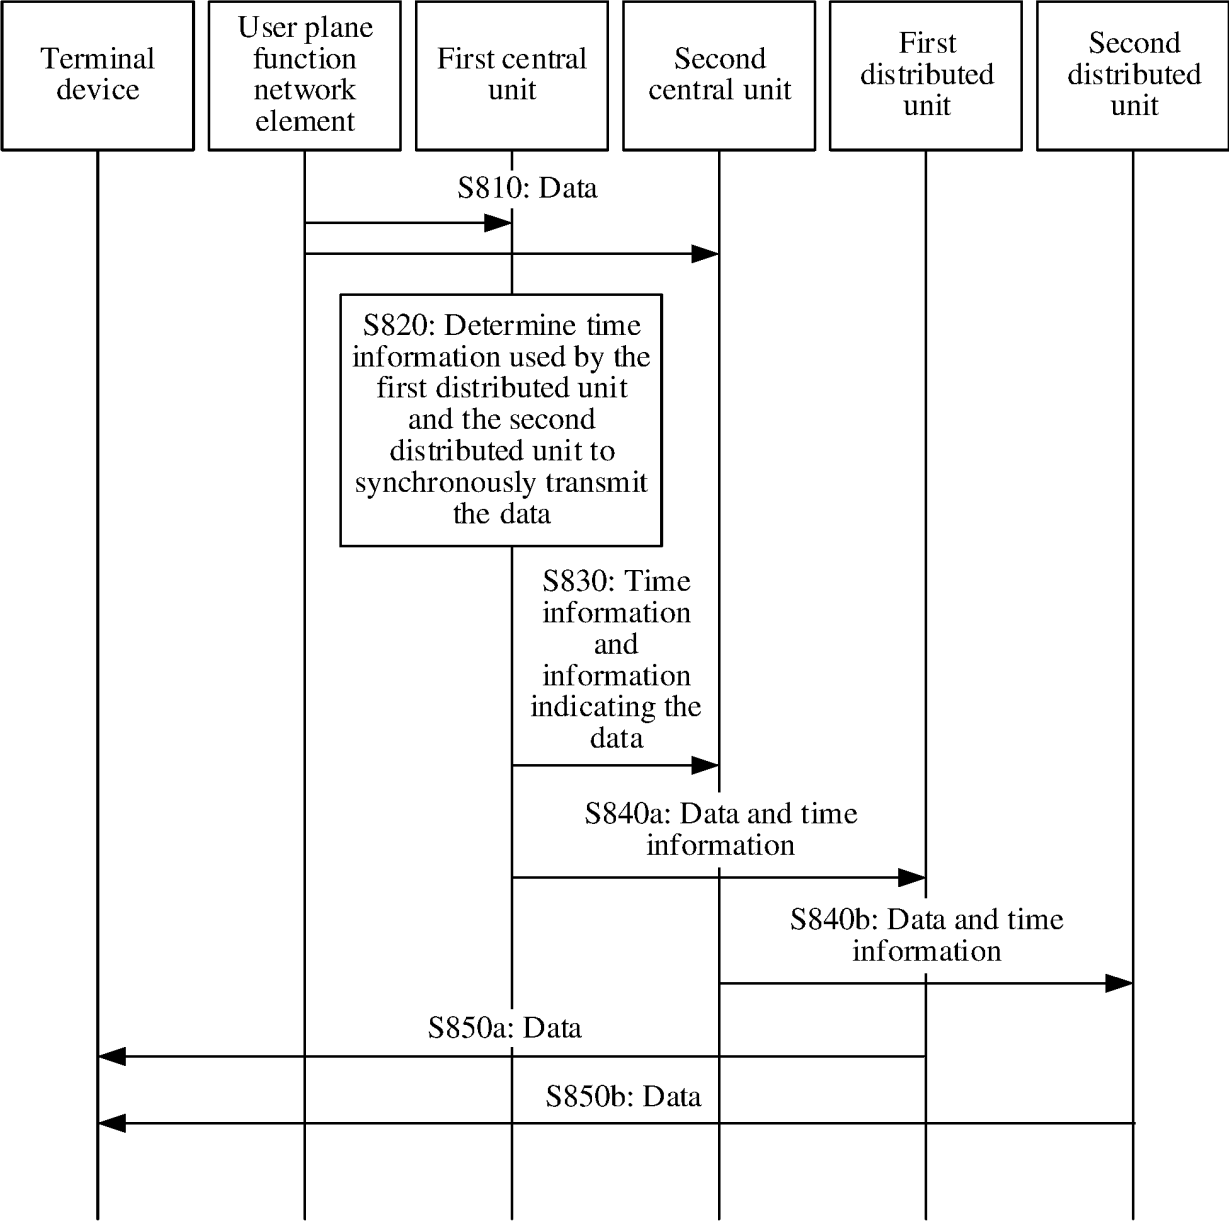 Terminal
device
User plane
function
network
element
First central
unit
Second
central unit
First
distributed
unit
Second
distributed
unit
S810: Data
S820: Determine time
information used by the
first distributed unit
and the second
distributed unit to
synchronously transmit
the data
S830: Time
information
and
information
indicating the
data
S840a: Data and time
information
S840b: Data and time
information
S850a: Data
S850b: Data